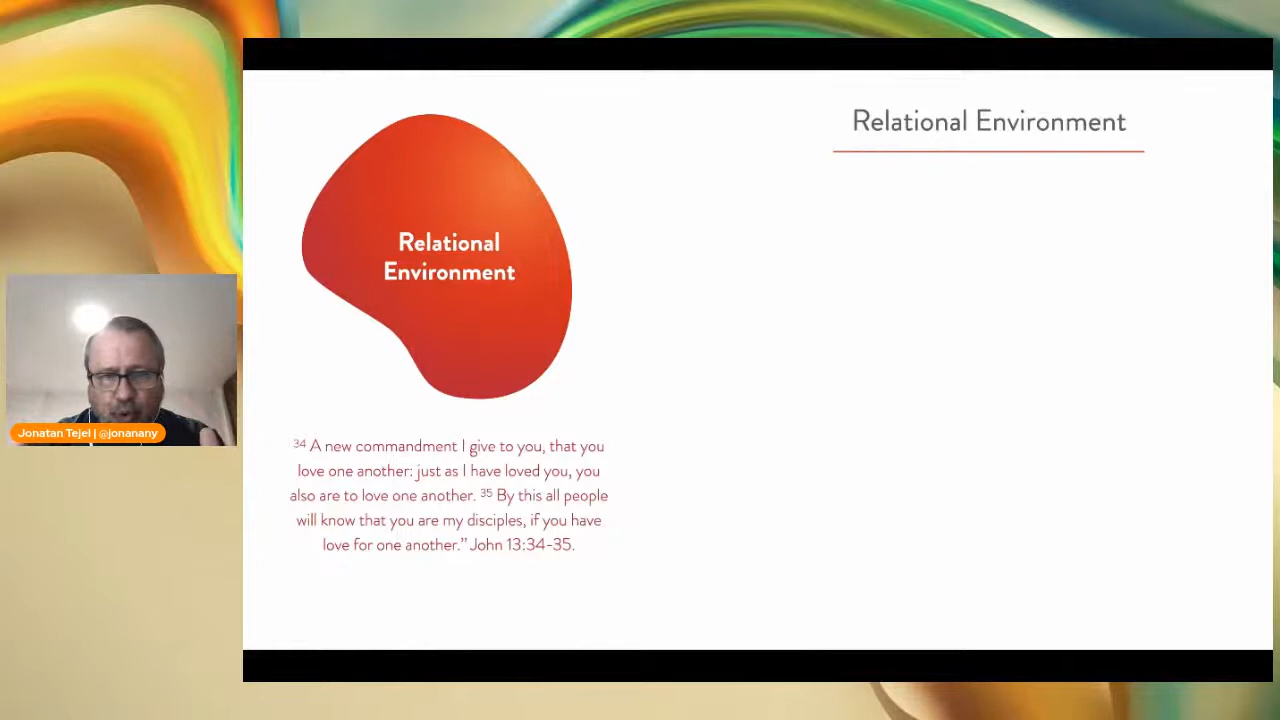 Relational Environment
Relational
Environment
34 A new commandment I give to you, that you
love one another: just as I have loved you, you
also are to love one another. 35 By this all people
will know that you are my disciples, if you have
love for one another.” John 13:34-35.
Jonatan Tejel | @jonanany